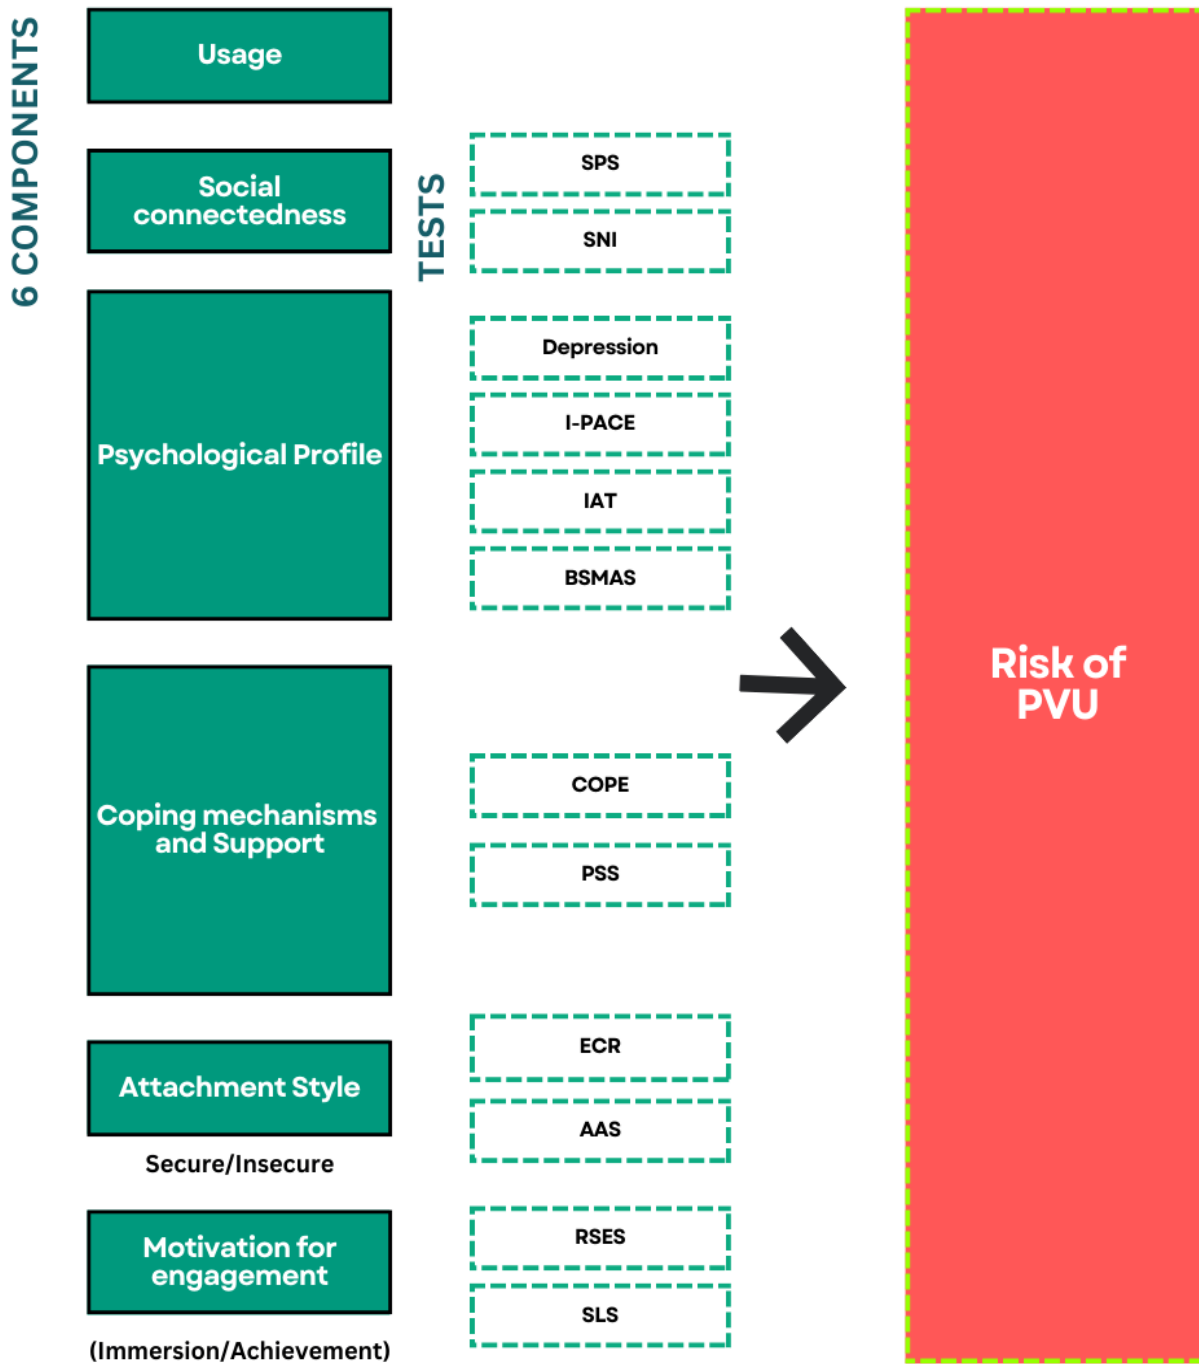 6 COMPONENTS
Usage
Social
connectedness
TESTS
SPS
SNI
Psychological Profile
Depression
I-PACE
IAT
BSMAS
Coping mechanisms
and Support
COPE
PSS
Attachment Style
Secure/Insecure
ECR
AAS
Motivation for
engagement
(Immersion/Achievement)
RSES
SLS
Risk of
PVU